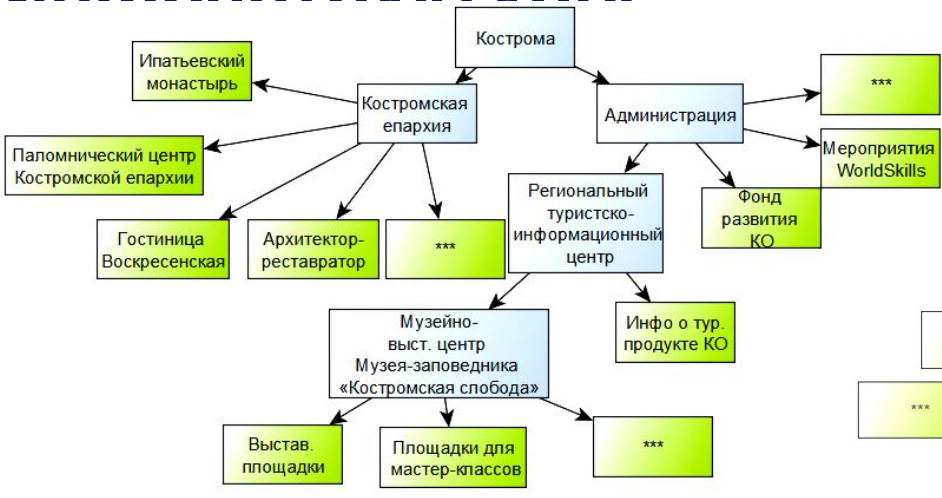 Кострома
Ипатьевский
монастырь
Костромская
епархия
Администрация
***
Паломнический центр
Костромской епархии
Мероприятия
WorldSkills
Региональный
туристско-
информационный
центр
Фонд
развития
КО
Гостиница
Воскресенская
Архитектор-
реставратор
***
Музейно-
выст. центр
Музея-заповедника
«Костромская слобода»
Инфо о тур.
продукте КО
***
Выстав.
площадки
Площадки для
мастер-классов
***